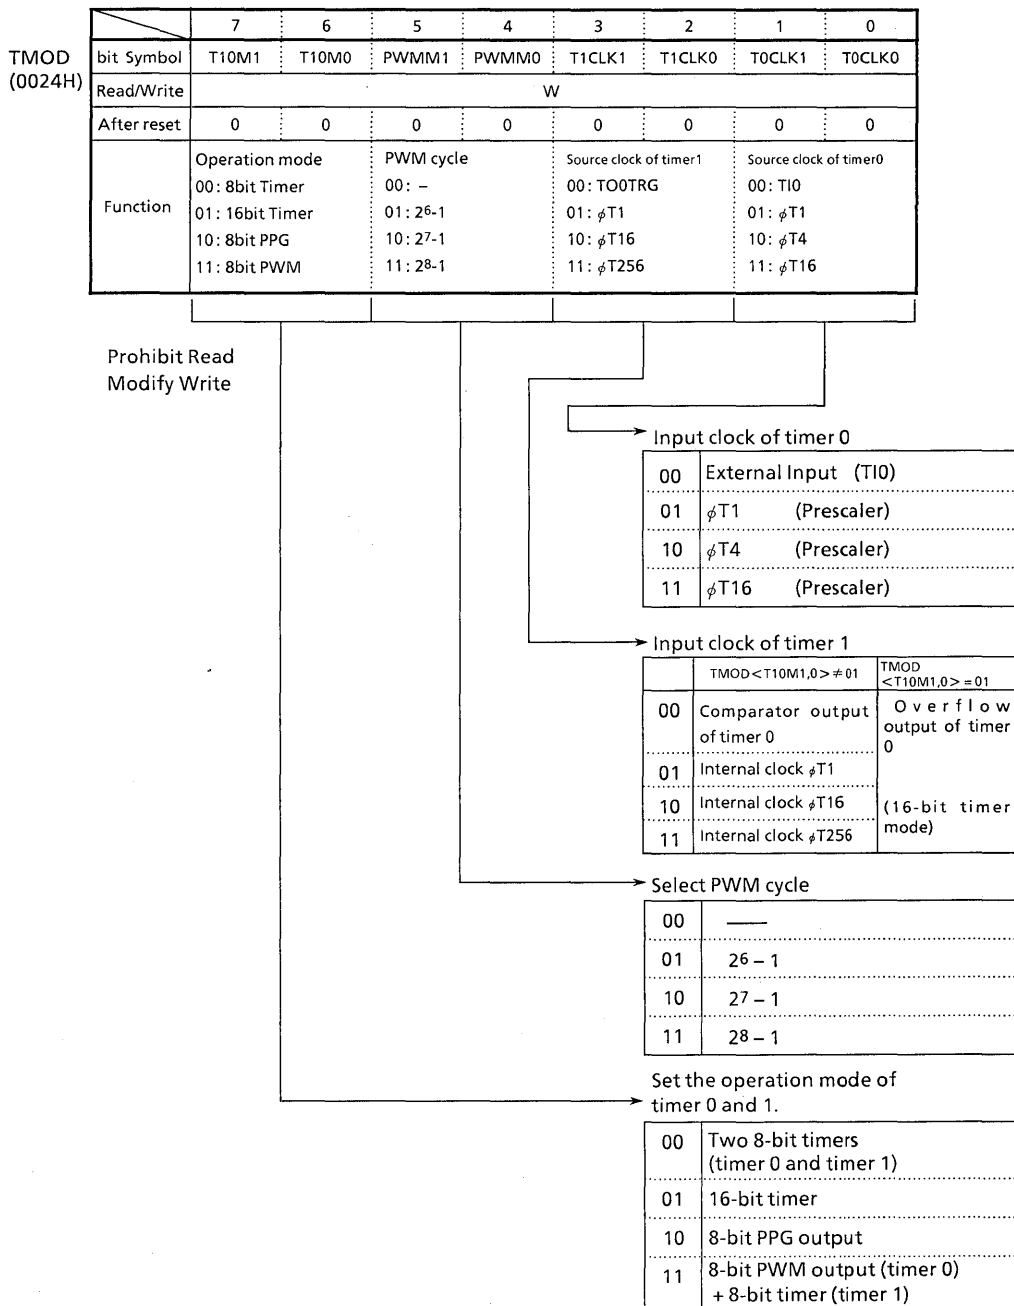 7 6 5 4 3 2 1 0
TMOD
(0024H)
bit Symbol T10M1 T10M0 PWMM1 PWMM0 T1CLK1 T1CLK0 T0CLK1 T0CLK0
Read/Write W
After reset 0 0 0 0 0 0 0 0
Function
Operation mode
00: 8bit Timer
01: 16bit Timer
10: 8bit PPG
11: 8bit PWM
PWM cycle
00: –
01: 2⁶-1
10: 2⁷-1
11: 2⁸-1
Source clock of timer1
00: TO0TRG
01: φT1
10: φT16
11: φT256
Source clock of timer0
00: TI0
01: φT1
10: φT4
11: φT16
Prohibit Read
Modify Write
Input clock of timer 0
00 External Input (TI0)
01 φT1 (Prescaler)
10 φT4 (Prescaler)
11 φT16 (Prescaler)
Input clock of timer 1
TMOD<T10M1,0>≠01
TMOD
<T10M1,0>=01
00 Comparator output
of timer 0
01 Internal clock φT1
10 Internal clock φT16
11 Internal clock φT256
Overflow
output of timer
0
(16-bit timer
mode)
Select PWM cycle
00 ——
01 2⁶ – 1
10 2⁷ – 1
11 2⁸ – 1
Set the operation mode of
timer 0 and 1.
00 Two 8-bit timers
(timer 0 and timer 1)
01 16-bit timer
10 8-bit PPG output
11 8-bit PWM output (timer 0)
+ 8-bit timer (timer 1)